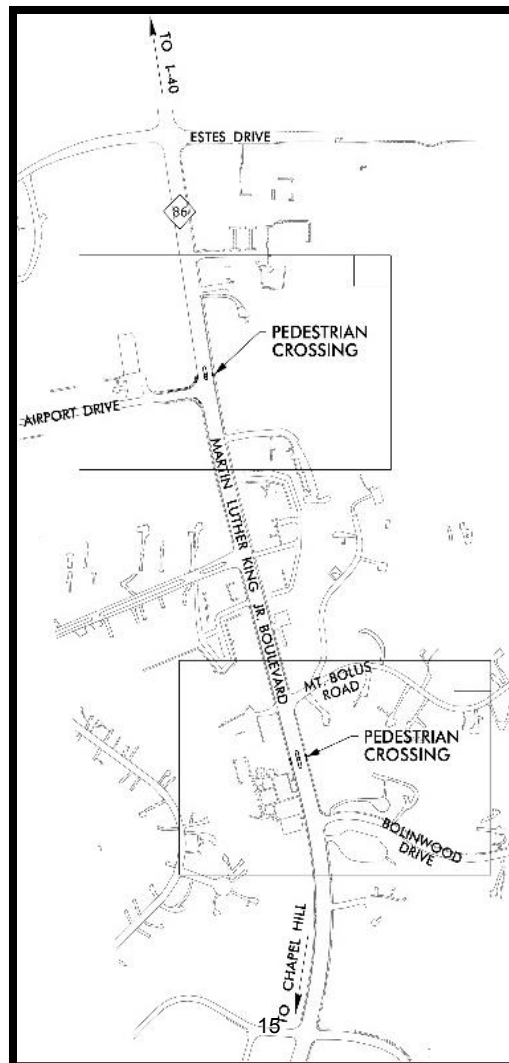 TO I-40
ESTES DRIVE
86
PEDESTRIAN
CROSSING
AIRPORT DRIVE
MARTIN LUTHER KING JR. BOULEVARD
MT. BOLUS
ROAD
PEDESTRIAN
CROSSING
BOLINWOOD
DRIVE
TO CHAPEL HILL
15